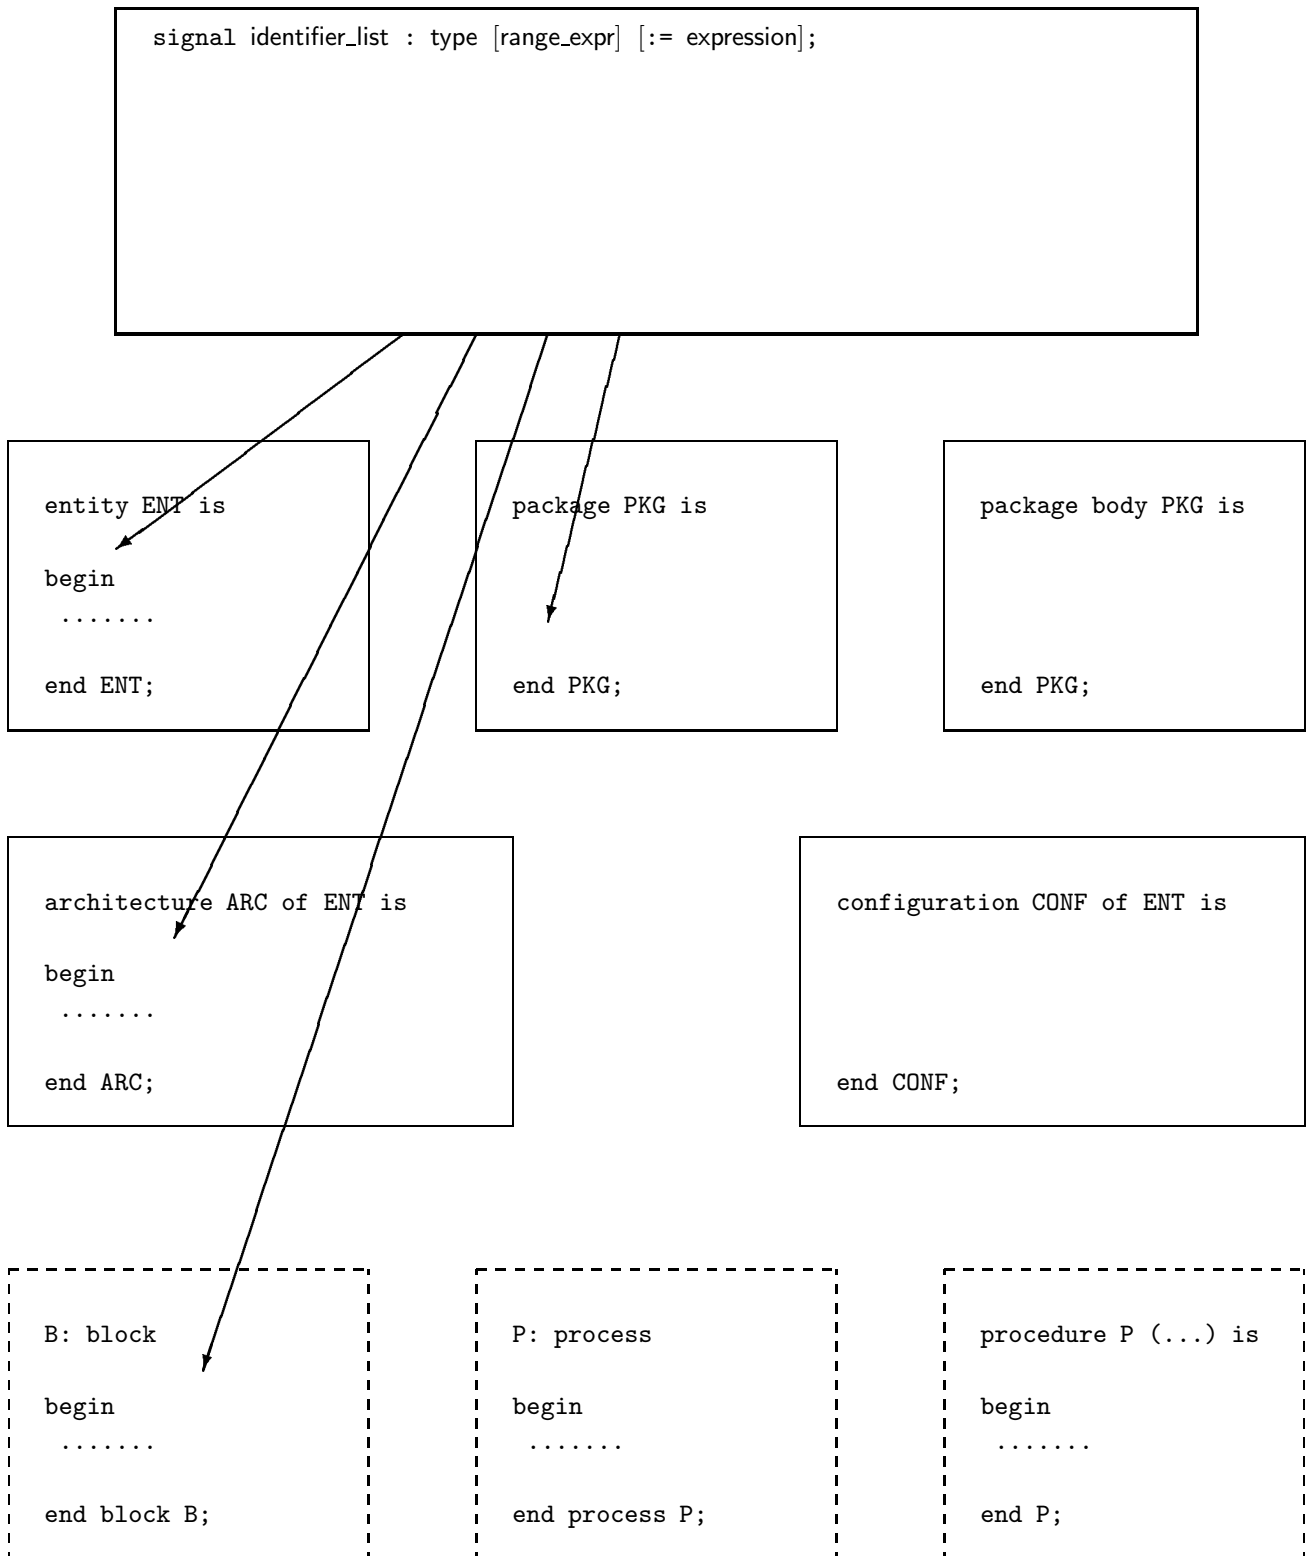 signal identifier_list : type [range_expr] [:= expression];
entity ENT is
begin
.......
end ENT;
package PKG is
end PKG;
package body PKG is
end PKG;
architecture ARC of ENT is
begin
.......
end ARC;
configuration CONF of ENT is
end CONF;
B: block
begin
.......
end block B;
P: process
begin
.......
end process P;
procedure P (...) is
begin
.......
end P;